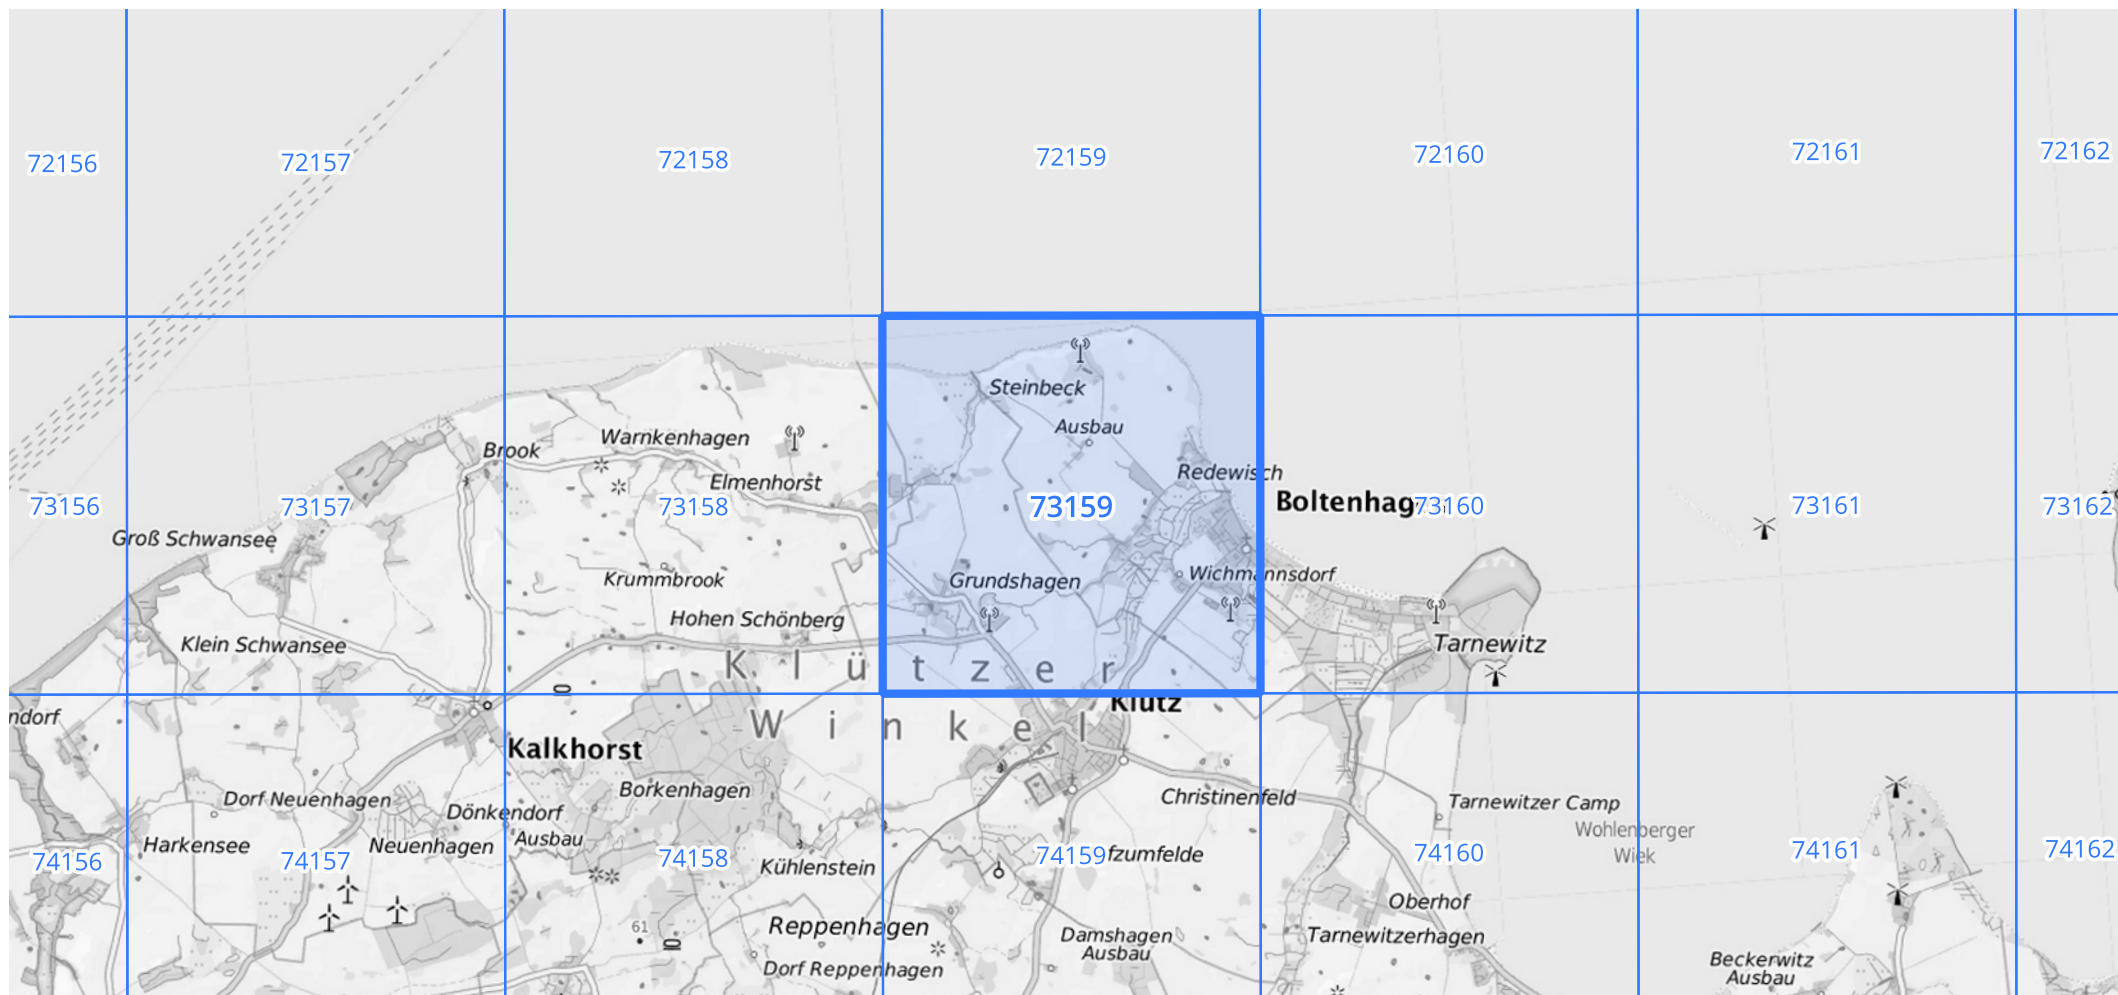 72156
72157
72158
72159
72160
72161
72162
Steinbeck
Ausbau
Warnkenhagen
Brook
Redewisch
Elmenhorst
Boltenhag
73156
73157
73158
73159
73160
73161
73162
Groß Schwansee
Krummbrook
Grundshagen
Wichmannsdorf
Hohen Schönberg
Klein Schwansee
Tarnewitz
Klützer
Winkel
ndorf
Klütz
Kalkhorst
Borkenhagen
Dorf Neuenhagen
Dönkendorf
Ausbau
Christinenfeld
Tarnewitzer Camp
Wohlenberger
Wiek
Harkensee
Neuenhagen
74156
74157
74158
74159
fzumfelde
74160
74161
74162
Kühlenstein
Oberhof
61
Reppenhagen
Damshagen
Ausbau
Tarnewitzerhagen
Dorf Reppenhagen
Beckerwitz
Ausbau